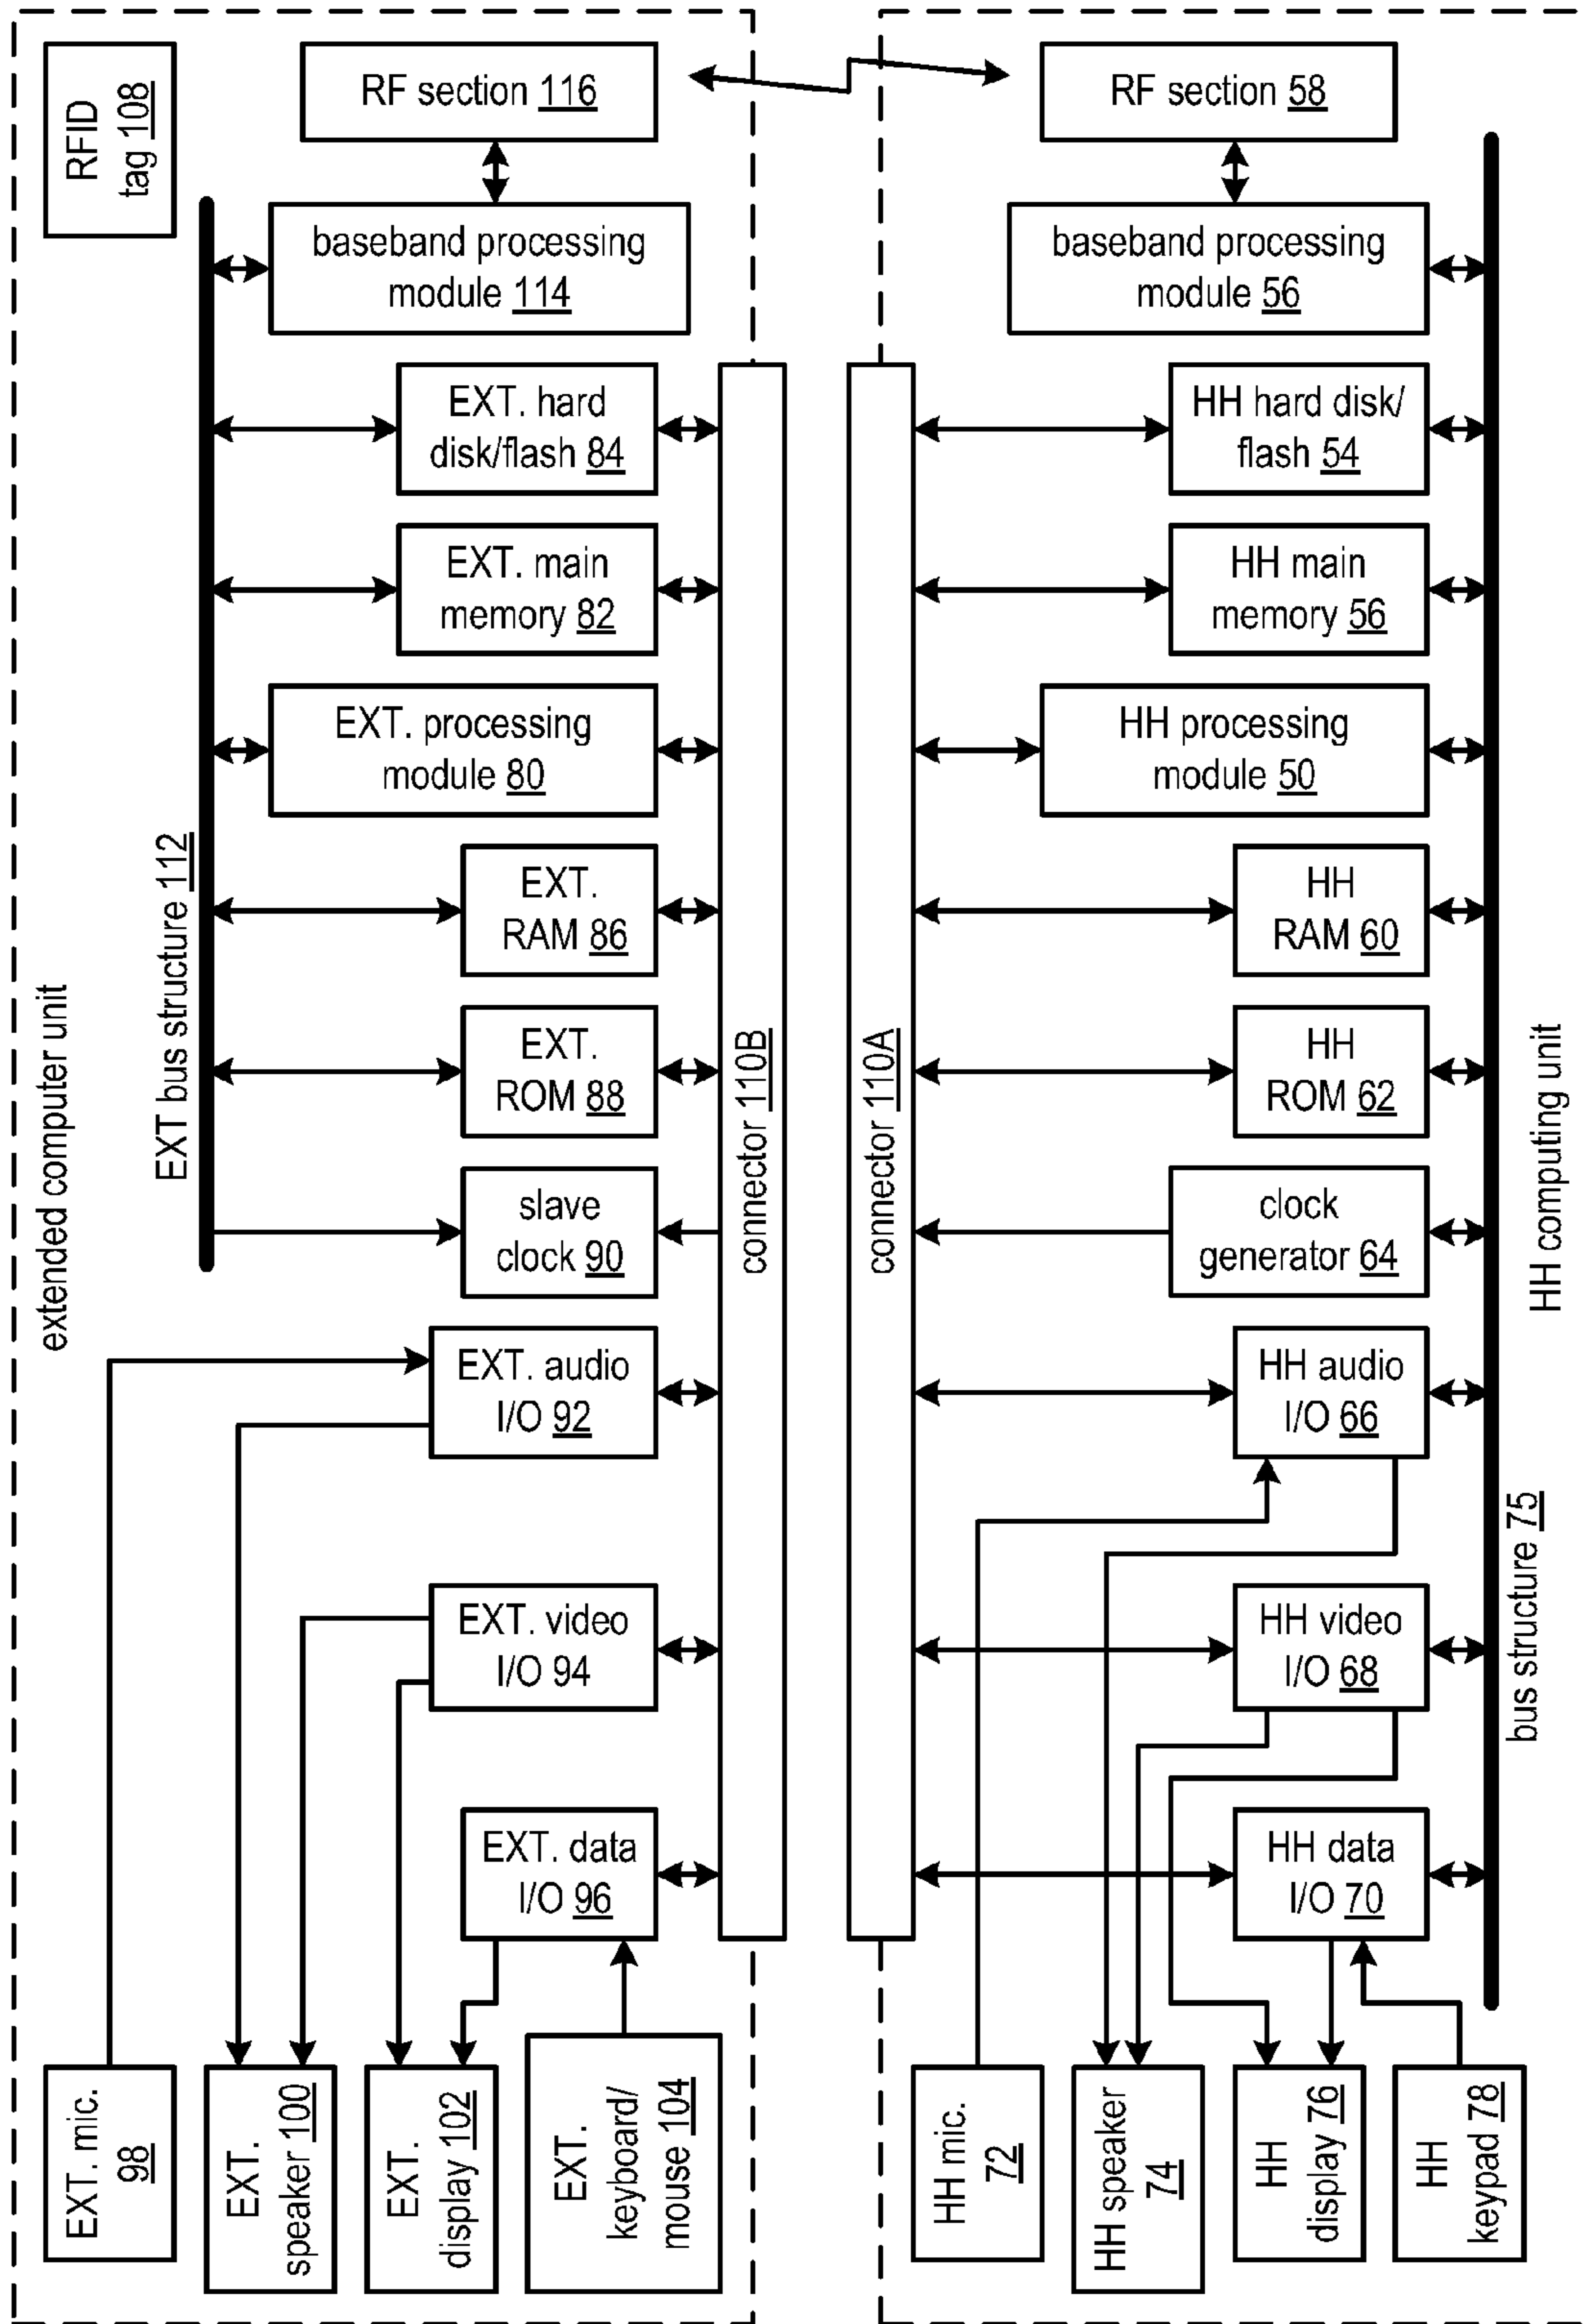 RFID
tag 108
RF section 116
RF section 58
baseband processing
module 114
baseband processing
module 56
EXT. hard
disk/flash 84
HH hard disk/
flash 54
EXT. main
memory 82
HH main
memory 56
EXT. processing
module 80
HH processing
module 50
EXT bus structure 112
EXT.
RAM 86
HH
RAM 60
extended computer unit
EXT.
ROM 88
connector 110B
connector 110A
HH
ROM 62
HH computing unit
slave
clock 90
clock
generator 64
EXT. audio
I/O 92
HH audio
I/O 66
bus structure 75
EXT. video
I/O 94
HH video
I/O 68
EXT. data
I/O 96
HH data
I/O 70
EXT. mic.
98
EXT.
speaker 100
EXT.
display 102
EXT.
keyboard/
mouse 104
HH mic.
72
HH speaker
74
HH
display 76
HH
keypad 78